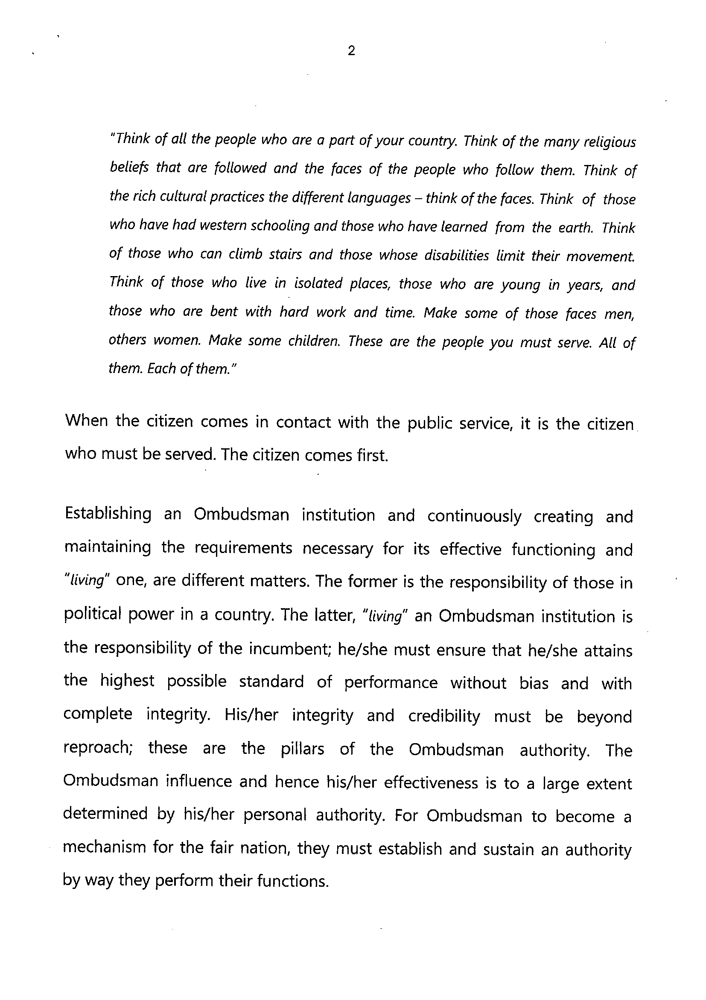 2
"Think of all the people who are a part of your country. Think of the many religious
beliefs that are followed and the faces of the people who follow them. Think of
the rich cultural practices the different languages – think of the faces. Think of those
who have had western schooling and those who have learned from the earth. Think
of those who can climb stairs and those whose disabilities limit their movement.
Think of those who live in isolated places, those who are young in years, and
those who are bent with hard work and time. Make some of those faces men,
others women. Make some children. These are the people you must serve. All of
them. Each of them."
When the citizen comes in contact with the public service, it is the citizen
who must be served. The citizen comes first.
Establishing an Ombudsman institution and continuously creating and
maintaining the requirements necessary for its effective functioning and
"living" one, are different matters. The former is the responsibility of those in
political power in a country. The latter, "living" an Ombudsman institution is
the responsibility of the incumbent; he/she must ensure that he/she attains
the highest possible standard of performance without bias and with
complete integrity. His/her integrity and credibility must be beyond
reproach; these are the pillars of the Ombudsman authority. The
Ombudsman influence and hence his/her effectiveness is to a large extent
determined by his/her personal authority. For Ombudsman to become a
mechanism for the fair nation, they must establish and sustain an authority
by way they perform their functions.